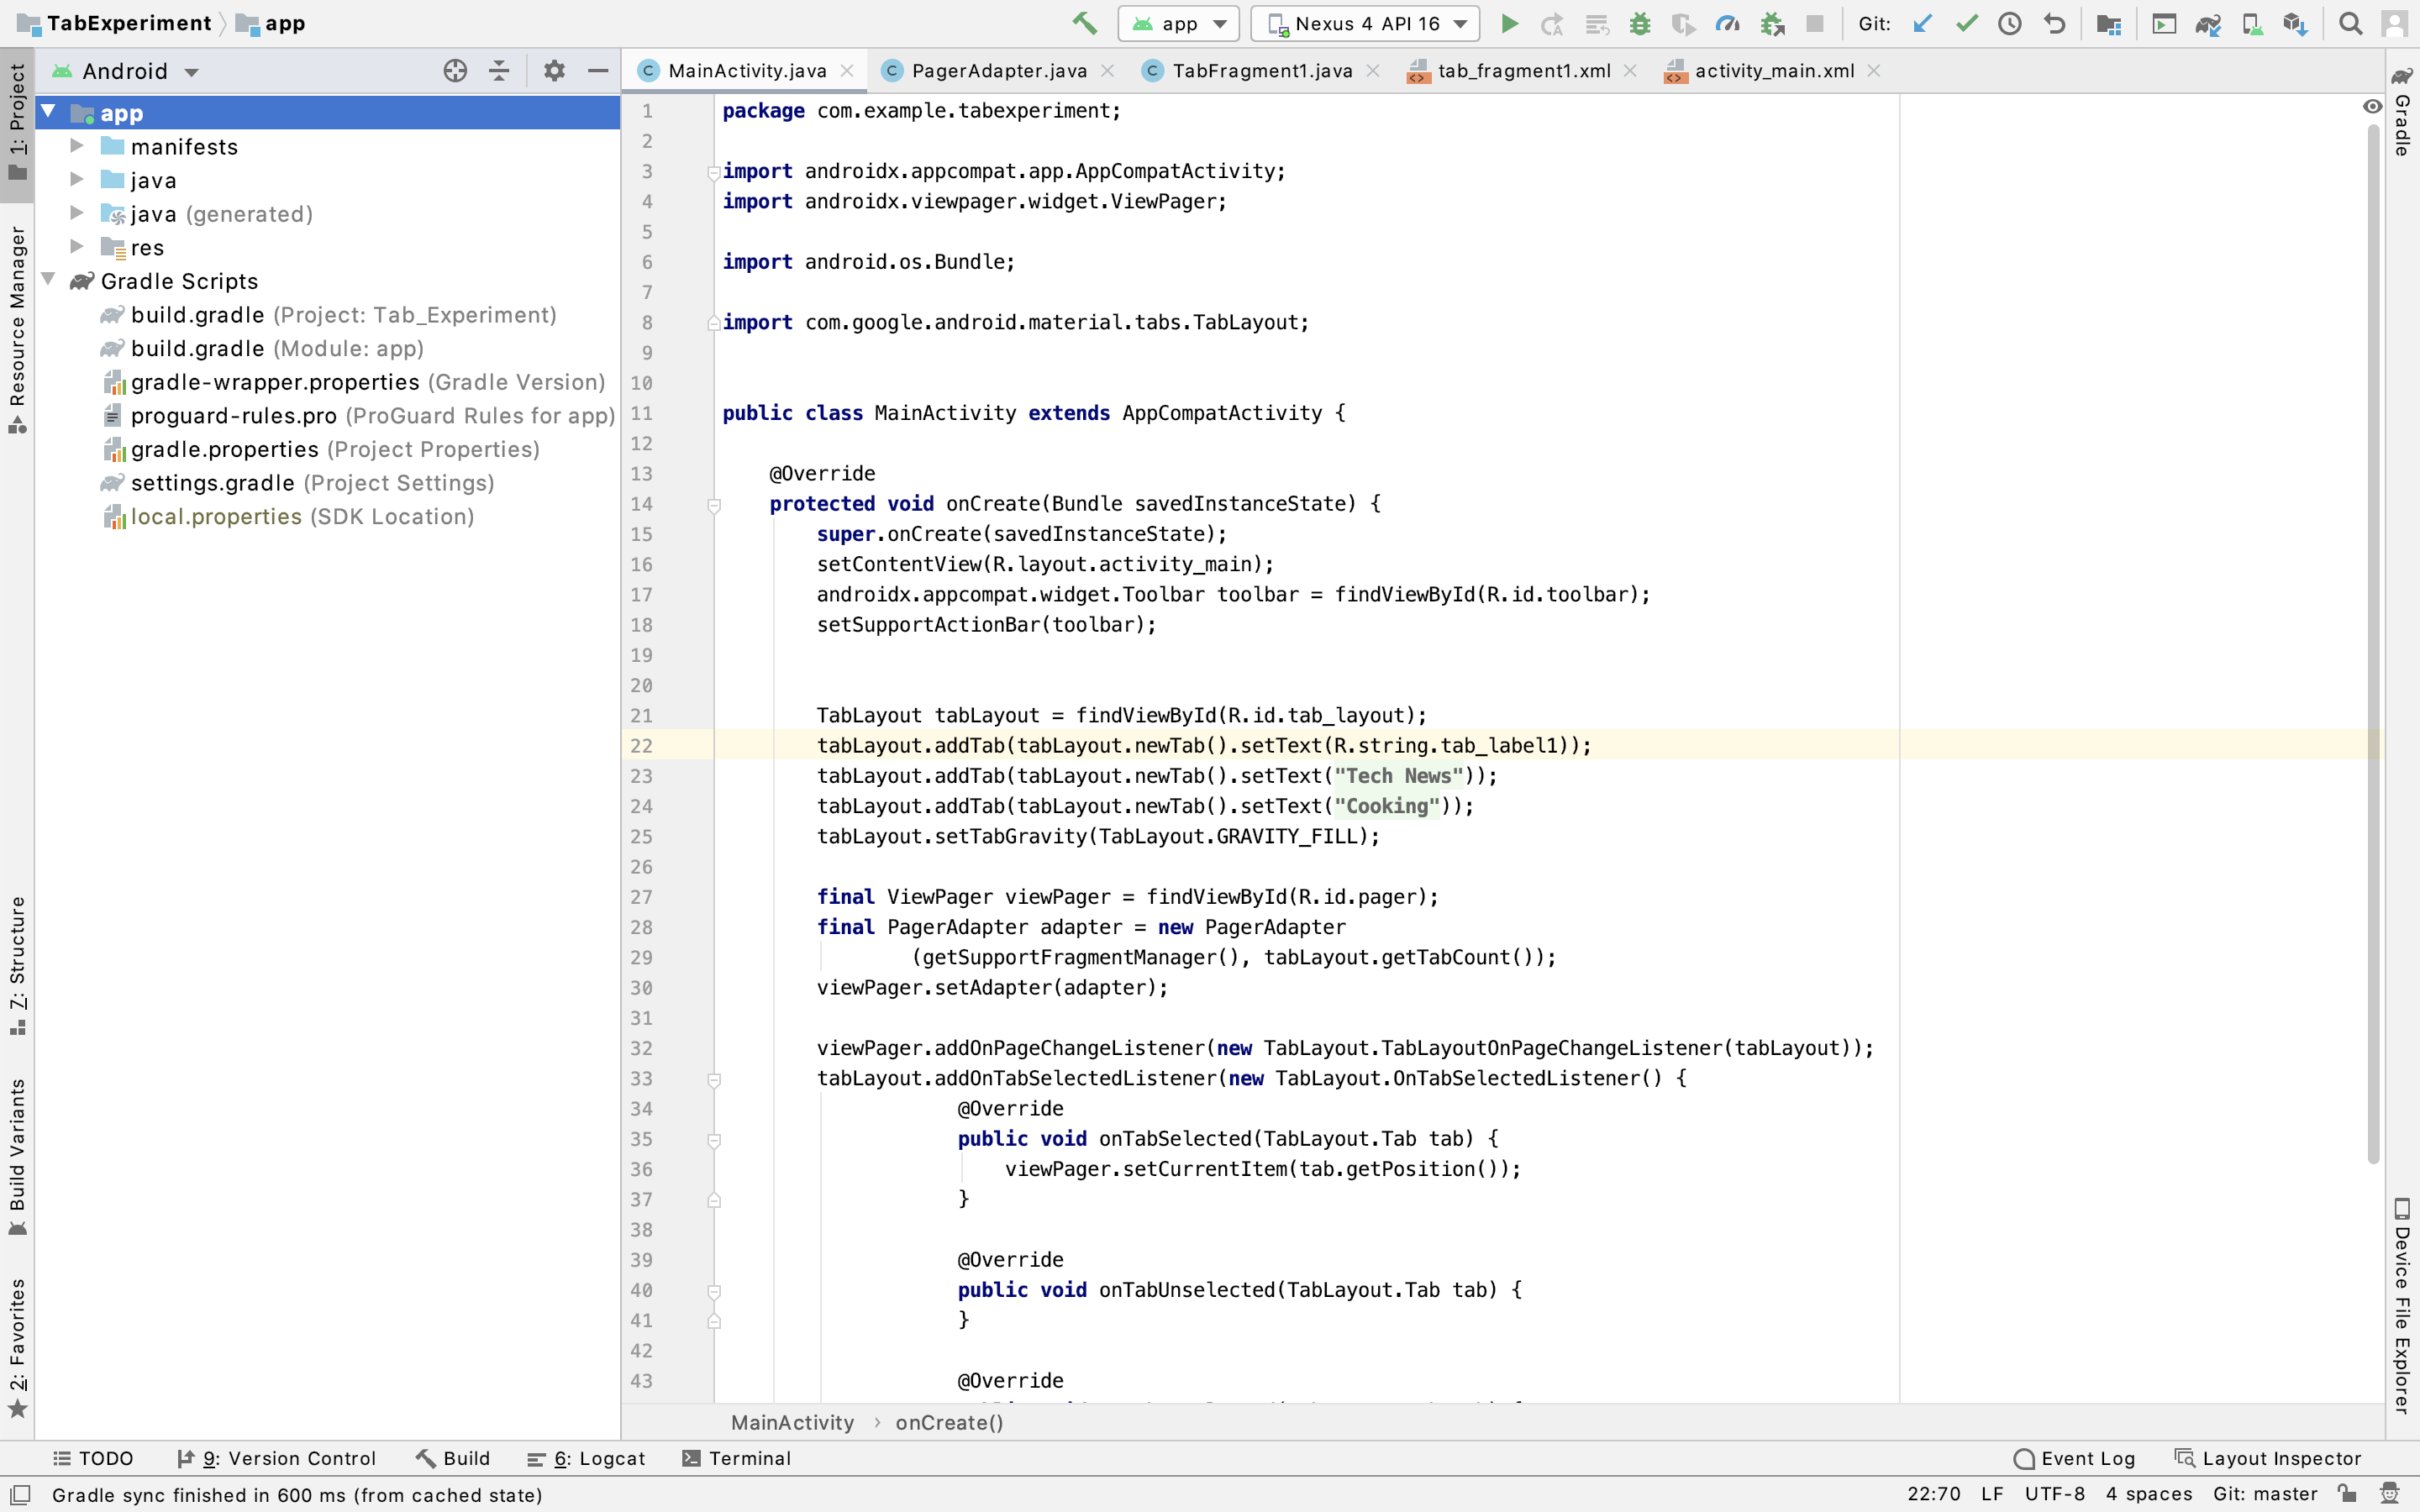 TabExperiment app
app Nexus 4 API 16 Git:
1: Project
Resource Manager
7: Structure
Build Variants
2: Favorites
Android
app
manifests
java
java (generated)
res
Gradle Scripts
build.gradle (Project: Tab_Experiment)
build.gradle (Module: app)
gradle-wrapper.properties (Gradle Version)
proguard-rules.pro (ProGuard Rules for app)
gradle.properties (Project Properties)
settings.gradle (Project Settings)
local.properties (SDK Location)
MainActivity.java PagerAdapter.java TabFragment1.java tab_fragment1.xml activity_main.xml
1 package com.example.tabexperiment;
2
3 import androidx.appcompat.app.AppCompatActivity;
4 import androidx.viewpager.widget.ViewPager;
5
6 import android.os.Bundle;
7
8 import com.google.android.material.tabs.TabLayout;
9
10
11 public class MainActivity extends AppCompatActivity {
12
13 @Override
14 protected void onCreate(Bundle savedInstanceState) {
15 super.onCreate(savedInstanceState);
16 setContentView(R.layout.activity_main);
17 androidx.appcompat.widget.Toolbar toolbar = findViewById(R.id.toolbar);
18 setSupportActionBar(toolbar);
19
20
21 TabLayout tabLayout = findViewById(R.id.tab_layout);
22 tabLayout.addTab(tabLayout.newTab().setText(R.string.tab_label1));
23 tabLayout.addTab(tabLayout.newTab().setText("Tech News"));
24 tabLayout.addTab(tabLayout.newTab().setText("Cooking"));
25 tabLayout.setTabGravity(TabLayout.GRAVITY_FILL);
26
27 final ViewPager viewPager = findViewById(R.id.pager);
28 final PagerAdapter adapter = new PagerAdapter
29 (getSupportFragmentManager(), tabLayout.getTabCount());
30 viewPager.setAdapter(adapter);
31
32 viewPager.addOnPageChangeListener(new TabLayout.TabLayoutOnPageChangeListener(tabLayout));
33 tabLayout.addOnTabSelectedListener(new TabLayout.OnTabSelectedListener() {
34 @Override
35 public void onTabSelected(TabLayout.Tab tab) {
36 viewPager.setCurrentItem(tab.getPosition());
37 }
38
39 @Override
40 public void onTabUnselected(TabLayout.Tab tab) {
41 }
42
43 @Override
MainActivity › onCreate()
Gradle
Device File Explorer
TODO 9: Version Control Build 6: Logcat Terminal Event Log Layout Inspector
Gradle sync finished in 600 ms (from cached state) 22:70 LF UTF-8 4 spaces Git: master